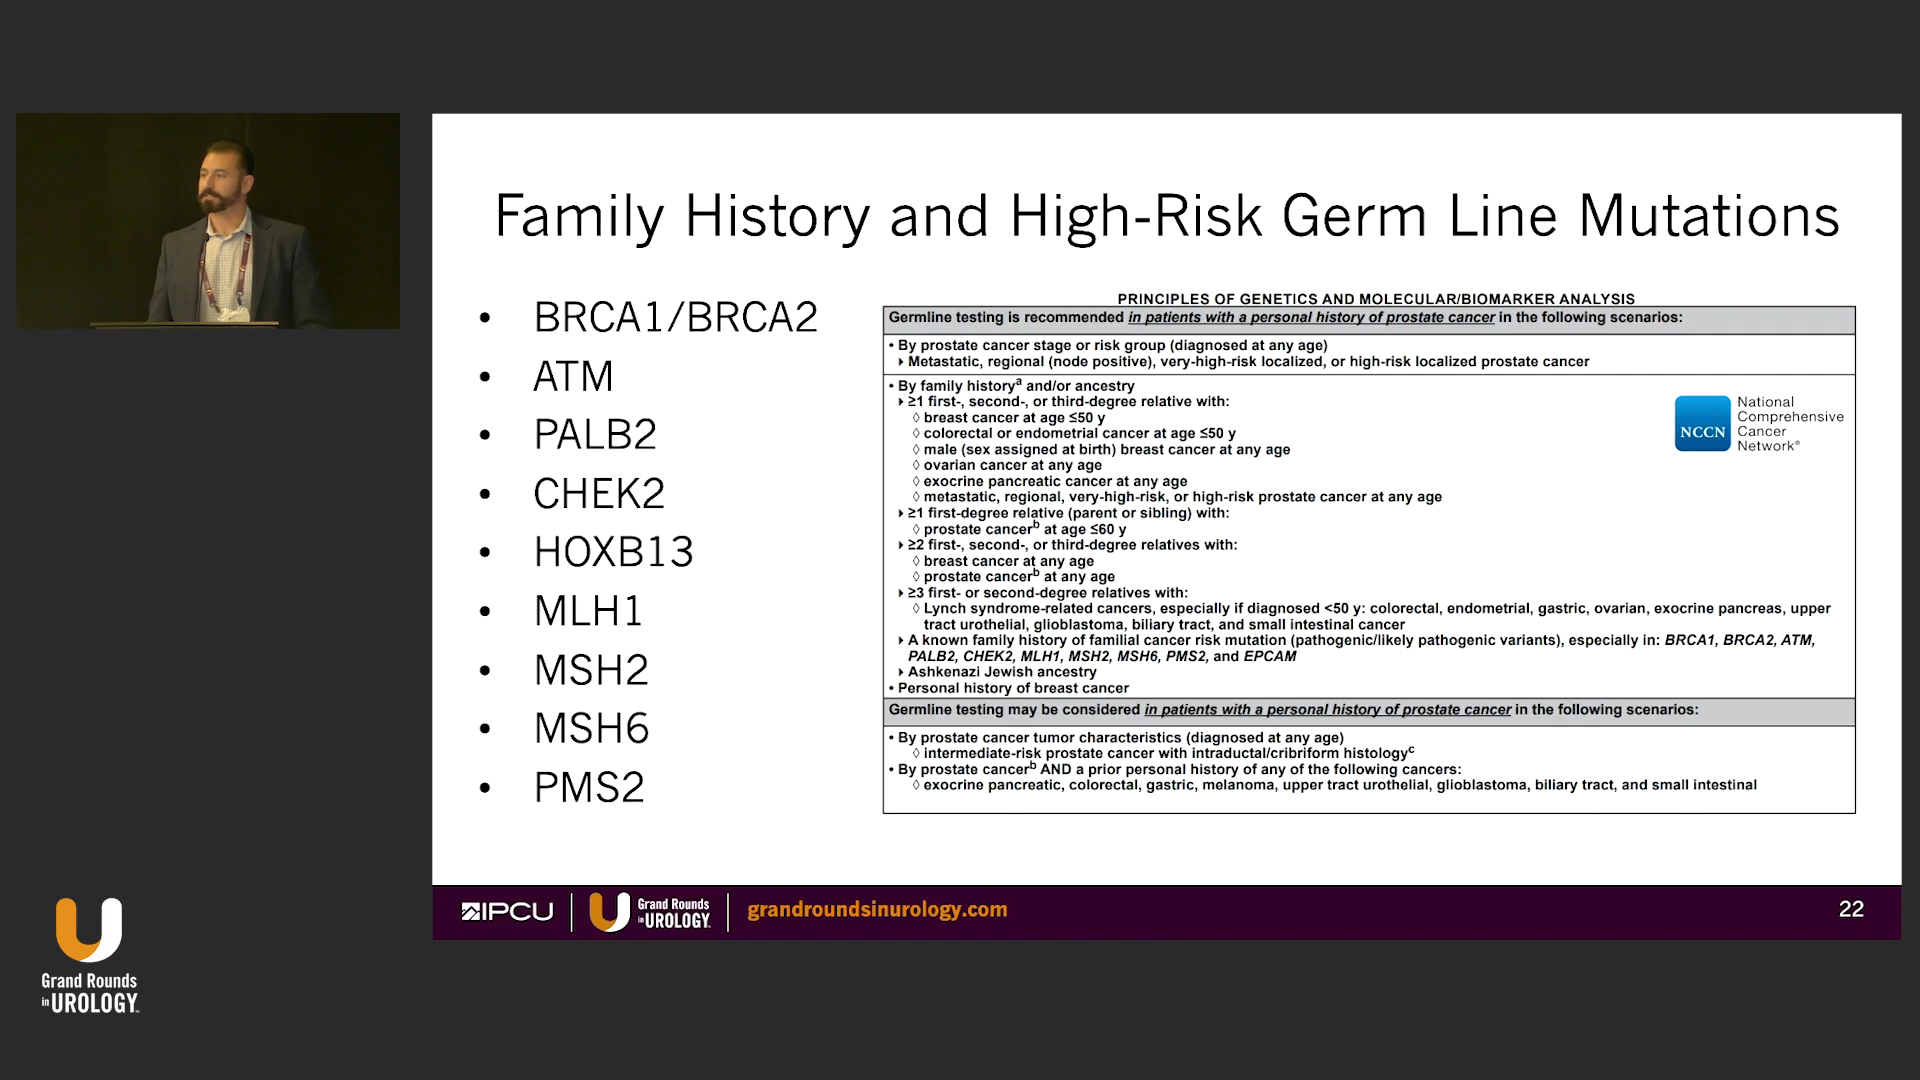 Family History and High-Risk Germ Line Mutations
• BRCA1/BRCA2
• ATM
• PALB2
• CHEK2
• HOXB13
• MLH1
• MSH2
• MSH6
• PMS2
PRINCIPLES OF GENETICS AND MOLECULAR/BIOMARKER ANALYSIS
Germline testing is recommended in patients with a personal history of prostate cancer in the following scenarios:
• By prostate cancer stage or risk group (diagnosed at any age)
‣ Metastatic, regional (node positive), very-high-risk localized, or high-risk localized prostate cancer
• By family historyᵃ and/or ancestry
‣ ≥1 first-, second-, or third-degree relative with:
◊ breast cancer at age ≤50 y
◊ colorectal or endometrial cancer at age ≤50 y
◊ male (sex assigned at birth) breast cancer at any age
◊ ovarian cancer at any age
◊ exocrine pancreatic cancer at any age
◊ metastatic, regional, very-high-risk, or high-risk prostate cancer at any age
‣ ≥1 first-degree relative (parent or sibling) with:
◊ prostate cancerᵇ at age ≤60 y
‣ ≥2 first-, second-, or third-degree relatives with:
◊ breast cancer at any age
◊ prostate cancerᵇ at any age
‣ ≥3 first- or second-degree relatives with:
◊ Lynch syndrome-related cancers, especially if diagnosed <50 y: colorectal, endometrial, gastric, ovarian, exocrine pancreas, upper
tract urothelial, glioblastoma, biliary tract, and small intestinal cancer
‣ A known family history of familial cancer risk mutation (pathogenic/likely pathogenic variants), especially in: BRCA1, BRCA2, ATM,
PALB2, CHEK2, MLH1, MSH2, MSH6, PMS2, and EPCAM
‣ Ashkenazi Jewish ancestry
• Personal history of breast cancer
NCCN
National
Comprehensive
Cancer
Network®
Germline testing may be considered in patients with a personal history of prostate cancer in the following scenarios:
• By prostate cancer tumor characteristics (diagnosed at any age)
◊ intermediate-risk prostate cancer with intraductal/cribriform histologyᶜ
• By prostate cancerᵇ AND a prior personal history of any of the following cancers:
◊ exocrine pancreatic, colorectal, gastric, melanoma, upper tract urothelial, glioblastoma, biliary tract, and small intestinal
IPCU
Grand Rounds
in UROLOGY
grandroundsinurology.com
22
Grand Rounds
in UROLOGY